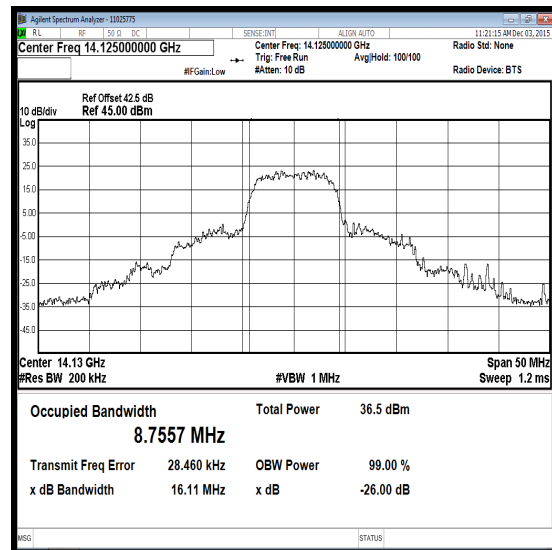 Agilent Spectrum Analyzer - 11025775
RL RF 50 Ω DC SENSE:INT ALIGN AUTO 11:21:15 AM Dec 03, 2015
Center Freq 14.125000000 GHz Center Freq: 14.125000000 GHz Radio Std: None
Trig: Free Run Avg|Hold: 100/100
#IFGain:Low #Atten: 10 dB Radio Device: BTS
Ref Offset 42.5 dB
10 dB/div Ref 45.00 dBm
Log
35.0
25.0
15.0
5.00
-5.00
-15.0
-25.0
-35.0
-45.0
Center 14.13 GHz Span 50 MHz
#Res BW 200 kHz #VBW 1 MHz Sweep 1.2 ms
Occupied Bandwidth Total Power 36.5 dBm
8.7557 MHz
Transmit Freq Error 28.460 kHz OBW Power 99.00 %
x dB Bandwidth 16.11 MHz x dB -26.00 dB
MSG STATUS